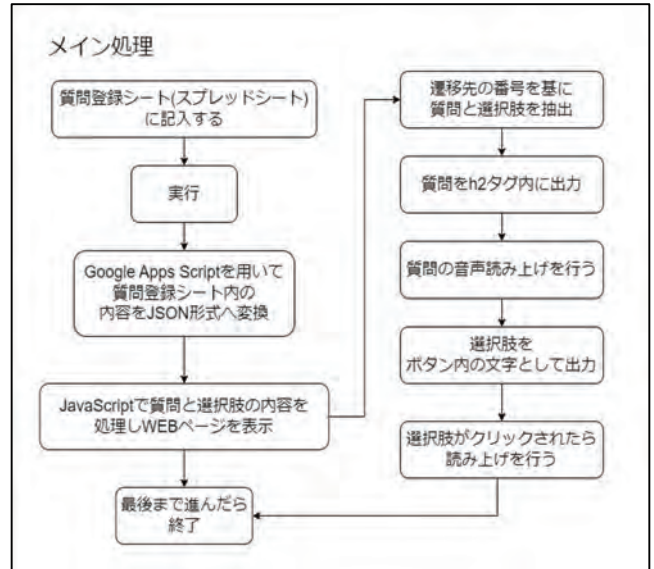 メイン処理
質問登録シート(スプレッドシート)
に記入する
実行
Google Apps Scriptを用いて
質問登録シート内の
内容をJSON形式へ変換
JavaScriptで質問と選択肢の内容を
処理しWEBページを表示
最後まで進んだら
終了
遷移先の番号を基に
質問と選択肢を抽出
質問をh2タグ内に出力
質問の音声読み上げを行う
選択肢を
ボタン内の文字として出力
選択肢がクリックされたら
読み上げを行う